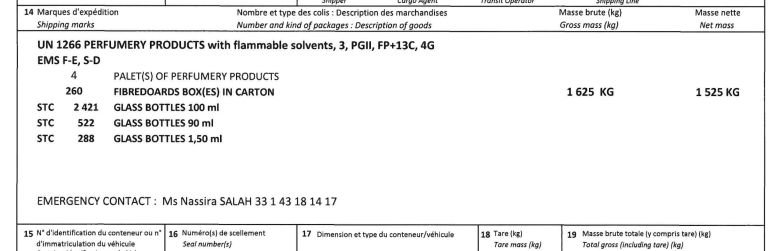 Shipper Cargo Agent Transit Operator Shipping Line
14 Marques d'expédition Nombre et type des colis : Description des marchandises Masse brute (kg) Masse nette
Shipping marks Number and kind of packages : Description of goods Gross mass (kg) Net mass
UN 1266 PERFUMERY PRODUCTS with flammable solvents, 3, PGII, FP+13C, 4G
EMS F-E, S-D
4 PALET(S) OF PERFUMERY PRODUCTS
260 FIBREDOARDS BOX(ES) IN CARTON 1 625 KG 1 525 KG
STC 2 421 GLASS BOTTLES 100 ml
STC 522 GLASS BOTTLES 90 ml
STC 288 GLASS BOTTLES 1,50 ml
EMERGENCY CONTACT : Ms Nassira SALAH 33 1 43 18 14 17
15 N° d'identification du conteneur ou n° 16 Numéro(s) de scellement 17 Dimension et type du conteneur/véhicule 18 Tare (kg) 19 Masse brute totale (y compris tare) (kg)
d'immatriculation du véhicule Seal number(s) Tare mass (kg) Total gross (including tare) (kg)